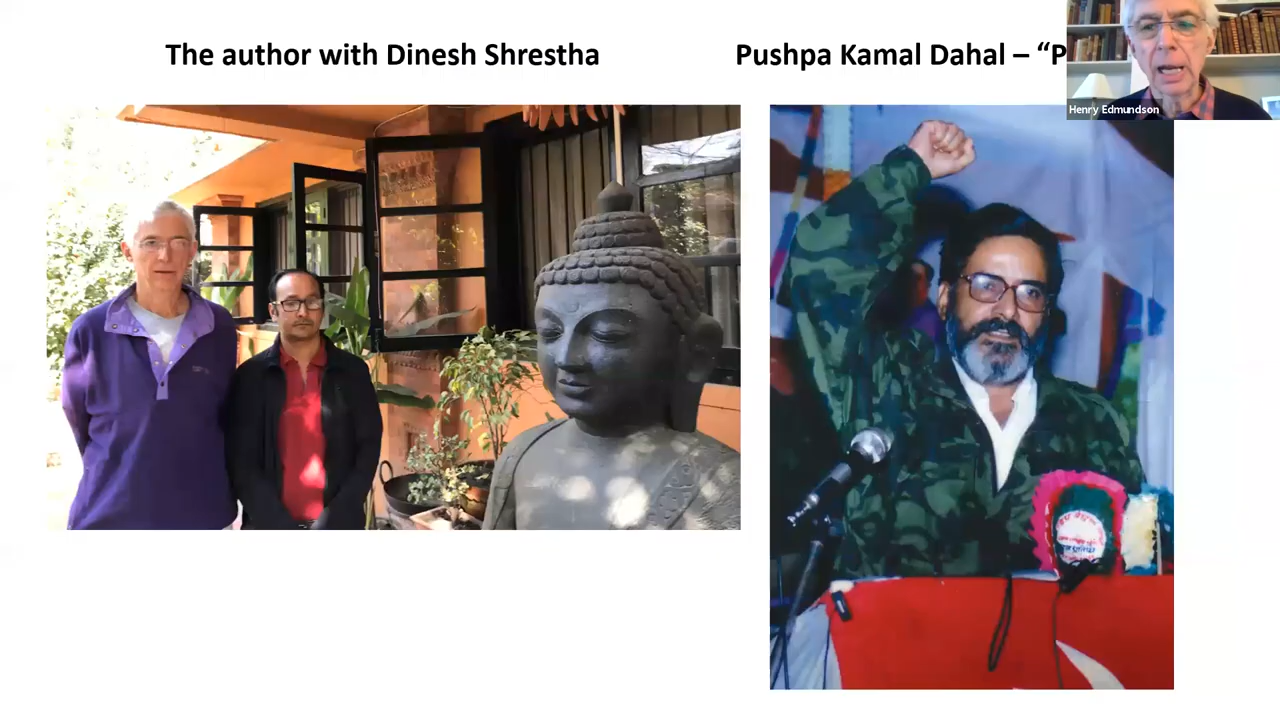 The author with Dinesh Shrestha
Pushpa Kamal Dahal – “P
Henry Edmundson